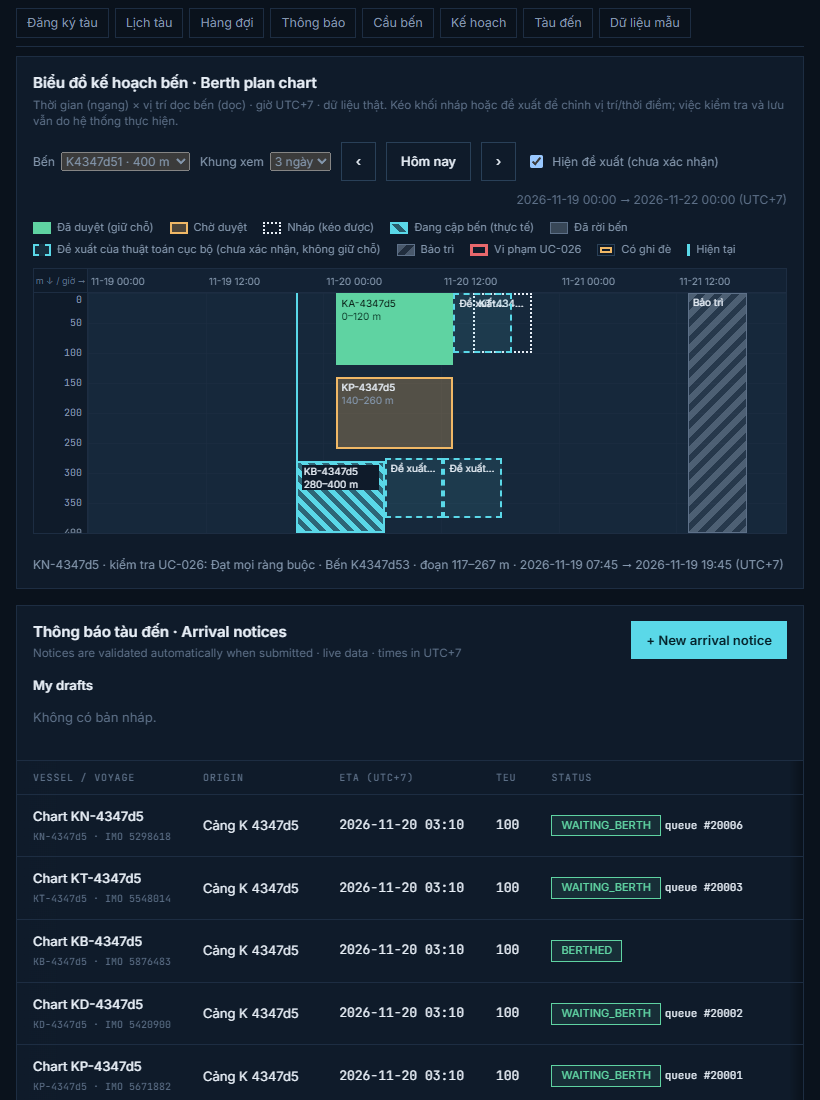 Đăng ký tàu Lịch tàu Hàng đợi Thông báo Cầu bến Kế hoạch Tàu đến Dữ liệu mẫu
Biểu đồ kế hoạch bến · Berth plan chart
Thời gian (ngang) × vị trí dọc bến (dọc) · giờ UTC+7 · dữ liệu thật. Kéo khối nháp hoặc đề xuất để chỉnh vị trí/thời điểm; việc kiểm tra và lưu
vẫn do hệ thống thực hiện.
Bến K4347d51 · 400 m Khung xem 3 ngày ‹ Hôm nay › Hiện đề xuất (chưa xác nhận)
2026-11-19 00:00 → 2026-11-22 00:00 (UTC+7)
Đã duyệt (giữ chỗ) Chờ duyệt Nháp (kéo được) Đang cập bến (thực tế) Đã rời bến
Đề xuất của thuật toán cục bộ (chưa xác nhận, không giữ chỗ) Bảo trì Vi phạm UC-026 Có ghi đè Hiện tại
m ↓ / giờ → 11-19 00:00 11-19 12:00 11-20 00:00 11-20 12:00 11-21 00:00 11-21 12:00
0
50
100
150
200
250
300
350
400
KA-4347d5
0–120 m
Bảo trì
KP-4347d5
140–260 m
KB-4347d5
280–400 m
Đề xuất…
Đề xuất…
KN-4347d5 · kiểm tra UC-026: Đạt mọi ràng buộc · Bến K4347d53 · đoạn 117–267 m · 2026-11-19 07:45 → 2026-11-19 19:45 (UTC+7)
Thông báo tàu đến · Arrival notices
Notices are validated automatically when submitted · live data · times in UTC+7
+ New arrival notice
My drafts
Không có bản nháp.
VESSEL / VOYAGE ORIGIN ETA (UTC+7) TEU STATUS
Chart KN-4347d5
KN-4347d5 · IMO 5298618
Cảng K 4347d5 2026-11-20 03:10 100 WAITING_BERTH queue #20006
Chart KT-4347d5
KT-4347d5 · IMO 5548014
Cảng K 4347d5 2026-11-20 03:10 100 WAITING_BERTH queue #20003
Chart KB-4347d5
KB-4347d5 · IMO 5876483
Cảng K 4347d5 2026-11-20 03:10 100 BERTHED
Chart KD-4347d5
KD-4347d5 · IMO 5420900
Cảng K 4347d5 2026-11-20 03:10 100 WAITING_BERTH queue #20002
Chart KP-4347d5
KP-4347d5 · IMO 5671882
Cảng K 4347d5 2026-11-20 03:10 100 WAITING_BERTH queue #20001